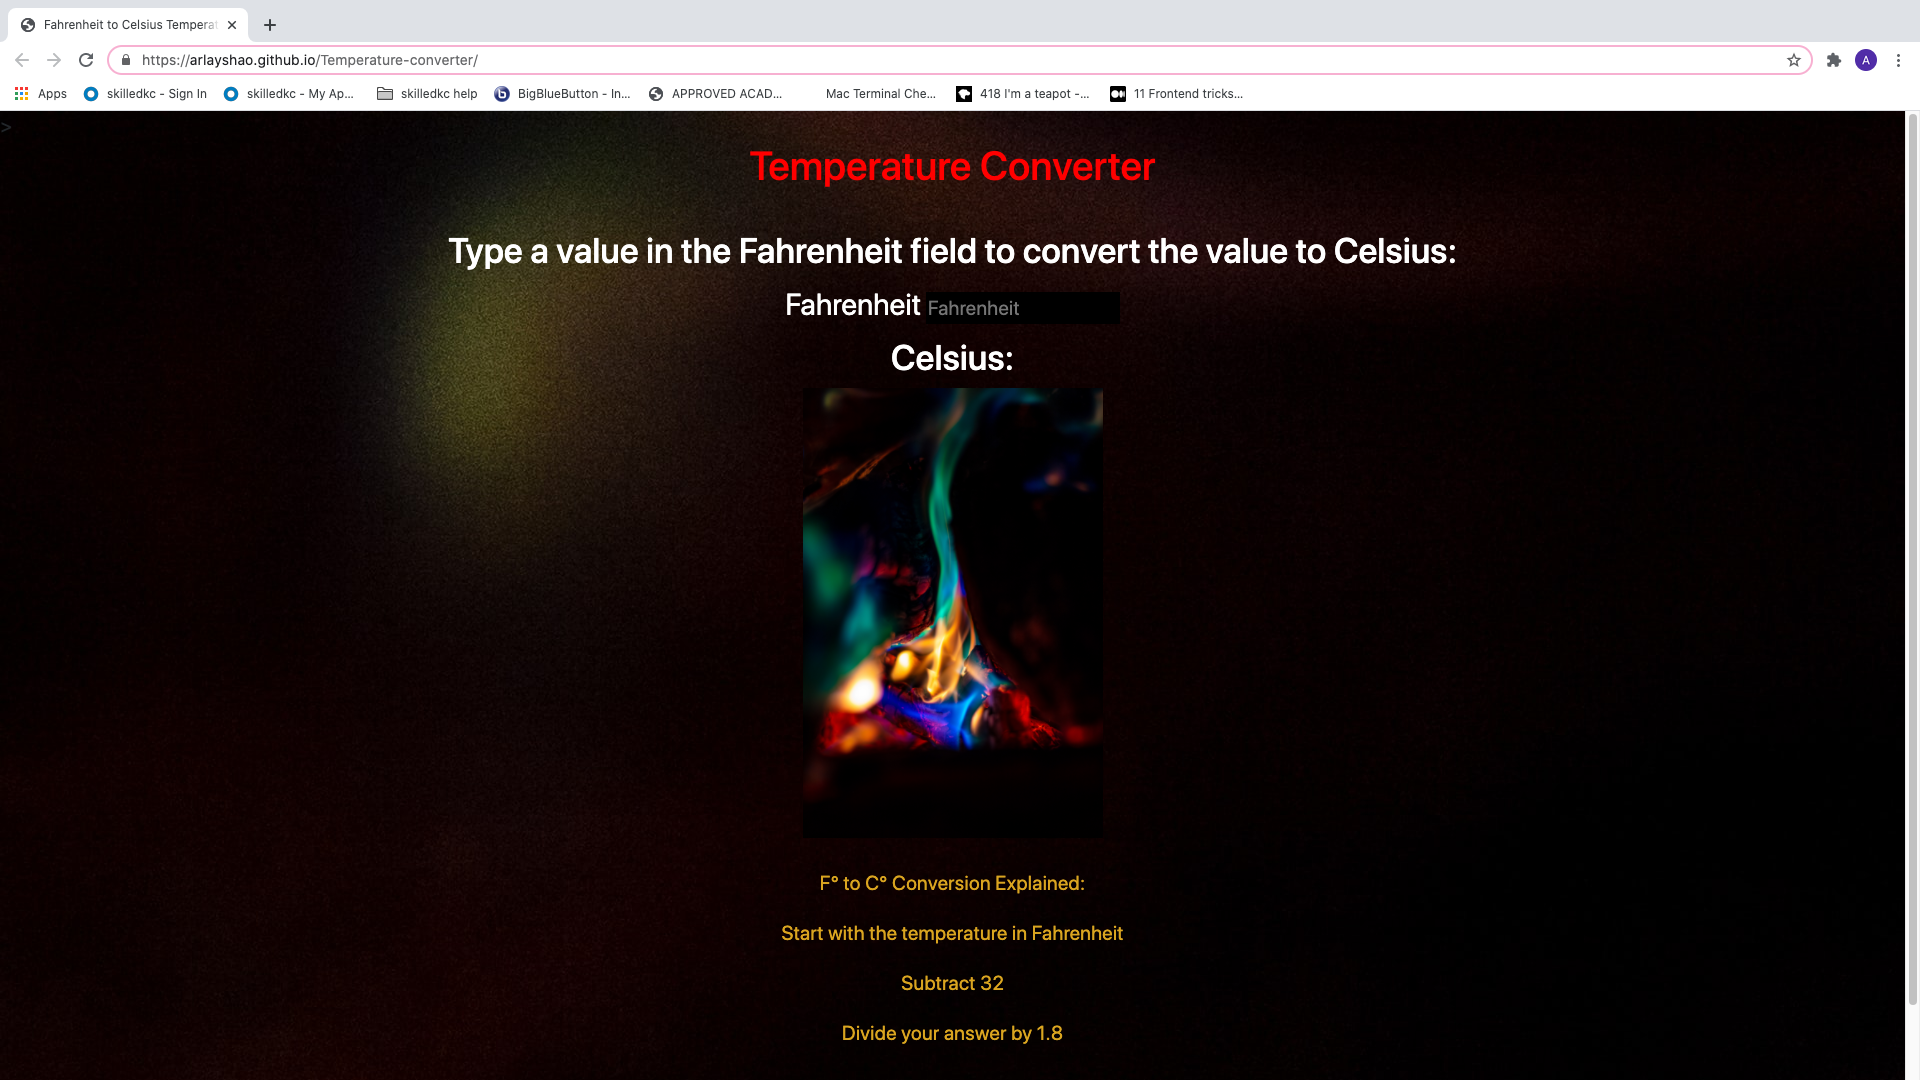 Fahrenheit to Celsius Tempera
https://arlayshao.github.io/Temperature-converter/
A
Apps
skilledkc - Sign In
skilledkc - My Ap...
skilledkc help
b
BigBlueButton - In...
APPROVED ACAD...
Mac Terminal Che...
418 I'm a teapot -...
11 Frontend tricks...
>
Temperature Converter
Type a value in the Fahrenheit field to convert the value to Celsius:
Fahrenheit Fahrenheit
Celsius:
F° to C° Conversion Explained:
Start with the temperature in Fahrenheit
Subtract 32
Divide your answer by 1.8